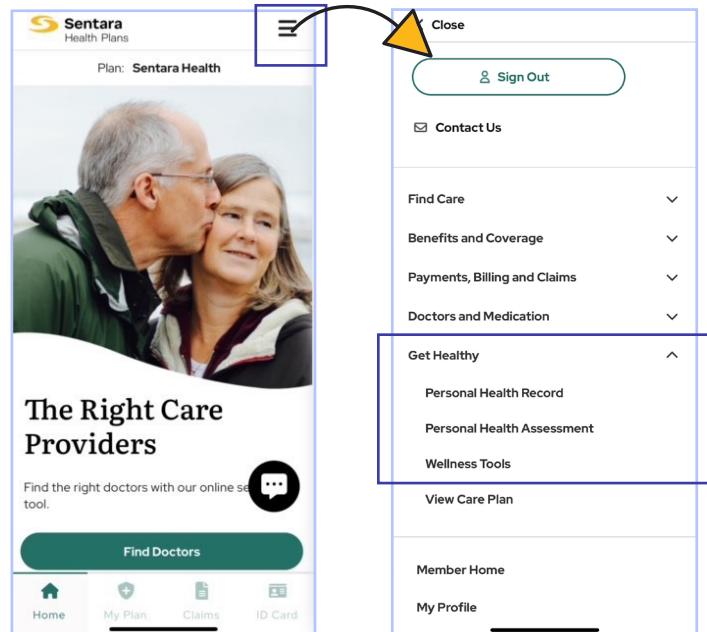 Sentara
Health Plans
Plan: Sentara Health
The Right Care
Providers
Find the right doctors with our online
tool.
Find Doctors
Home
My Plan
Claims
ID Card
Close
Sign Out
Contact Us
Find Care
Benefits and Coverage
Payments, Billing and Claims
Doctors and Medication
Get Healthy
Personal Health Record
Personal Health Assessment
Wellness Tools
View Care Plan
Member Home
My Profile